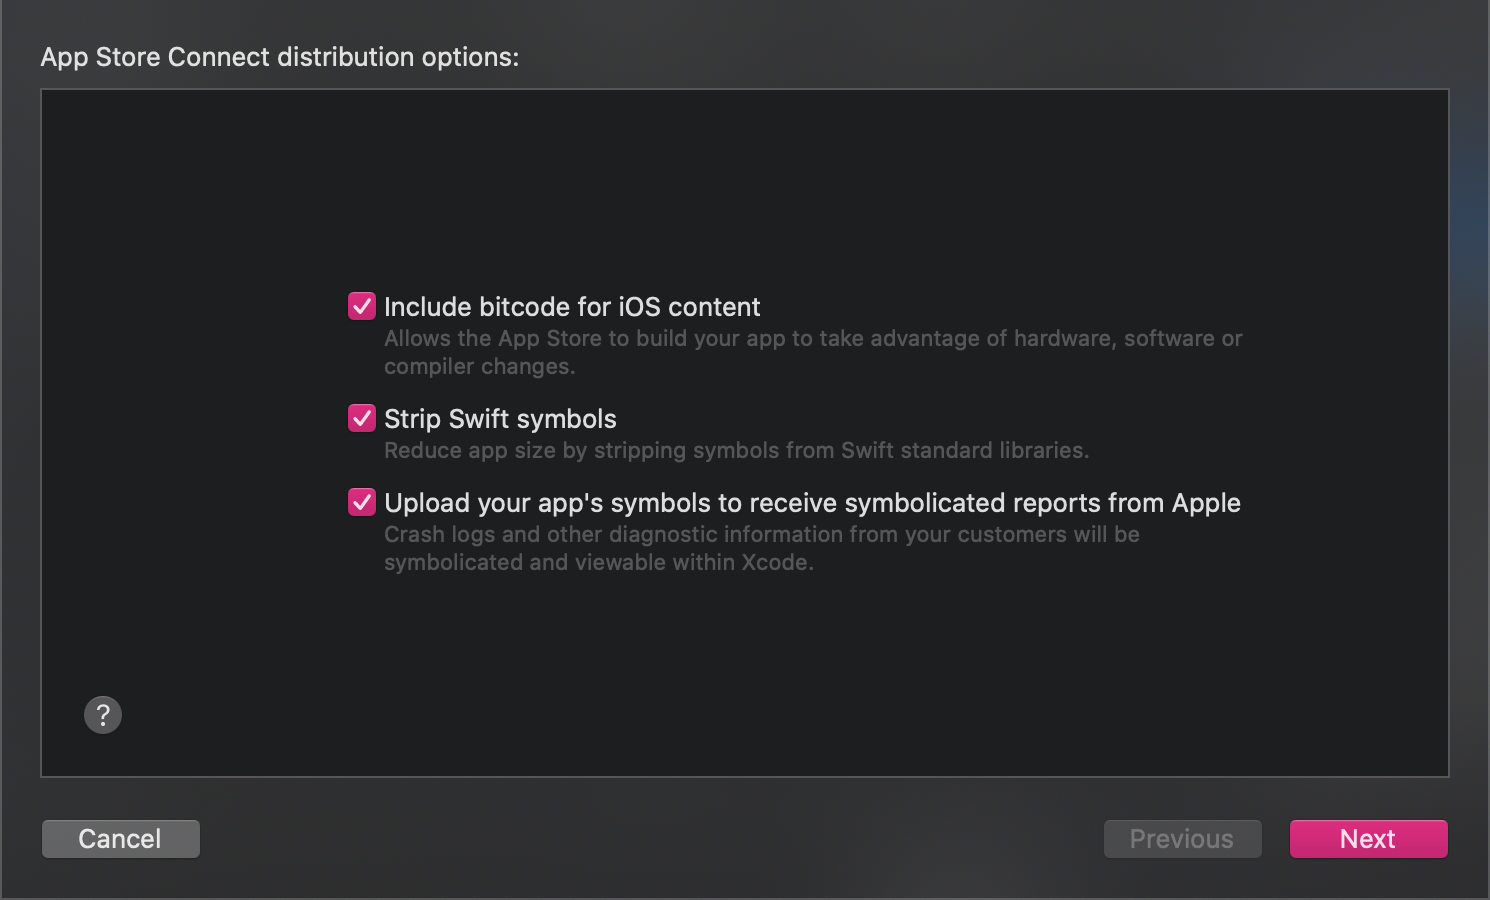 App Store Connect distribution options:
Include bitcode for iOS content
Allows the App Store to build your app to take advantage of hardware, software or
compiler changes.
Strip Swift symbols
Reduce app size by stripping symbols from Swift standard libraries.
Upload your app's symbols to receive symbolicated reports from Apple
Crash logs and other diagnostic information from your customers will be
symbolicated and viewable within Xcode.
?
Cancel
Previous
Next